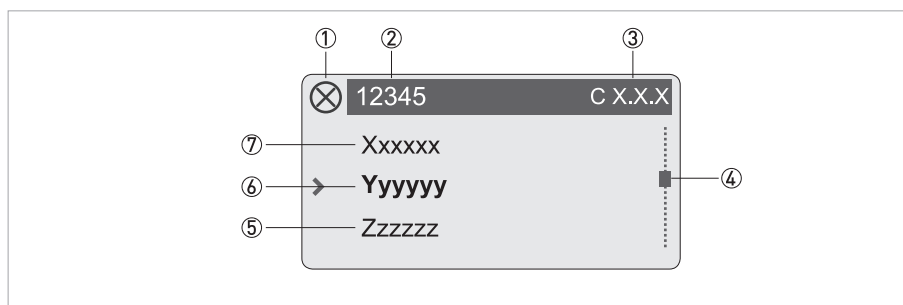 ① ② ③
12345 C X.X.X
⑦ Xxxxxx
⑥ Yyyyyy ④
⑤ Zzzzzz